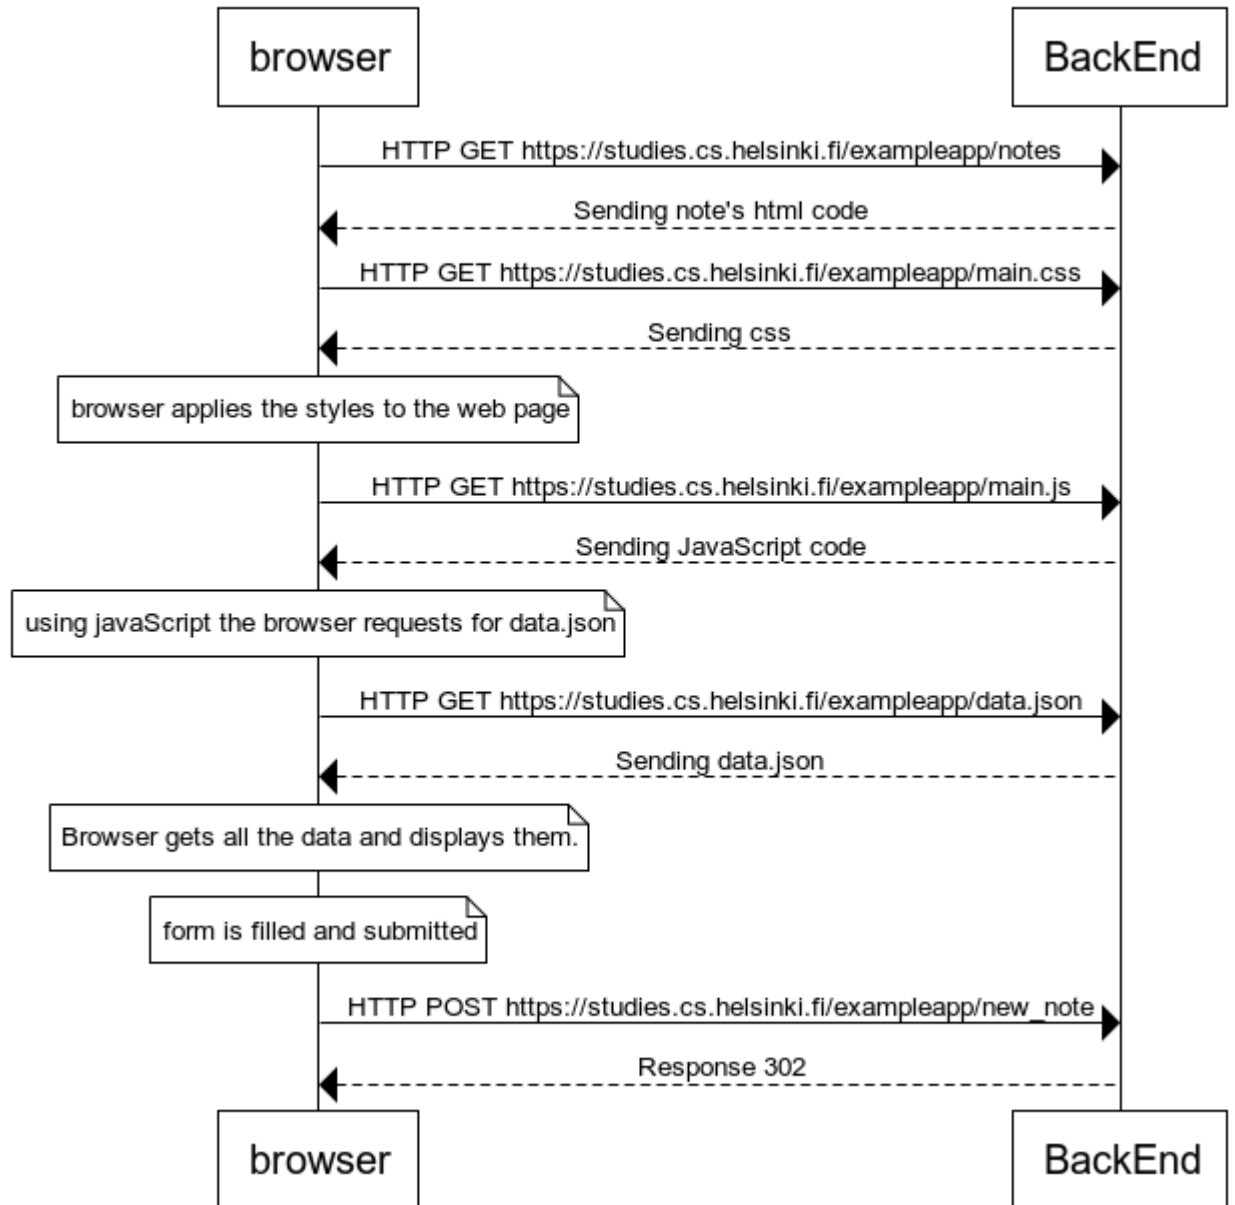 browser
BackEnd
HTTP GET https://studies.cs.helsinki.fi/exampleapp/notes
Sending note's html code
HTTP GET https://studies.cs.helsinki.fi/exampleapp/main.css
Sending css
browser applies the styles to the web page
HTTP GET https://studies.cs.helsinki.fi/exampleapp/main.js
Sending JavaScript code
using javaScript the browser requests for data.json
HTTP GET https://studies.cs.helsinki.fi/exampleapp/data.json
Sending data.json
Browser gets all the data and displays them.
form is filled and submitted
HTTP POST https://studies.cs.helsinki.fi/exampleapp/new_note
Response 302
browser
BackEnd